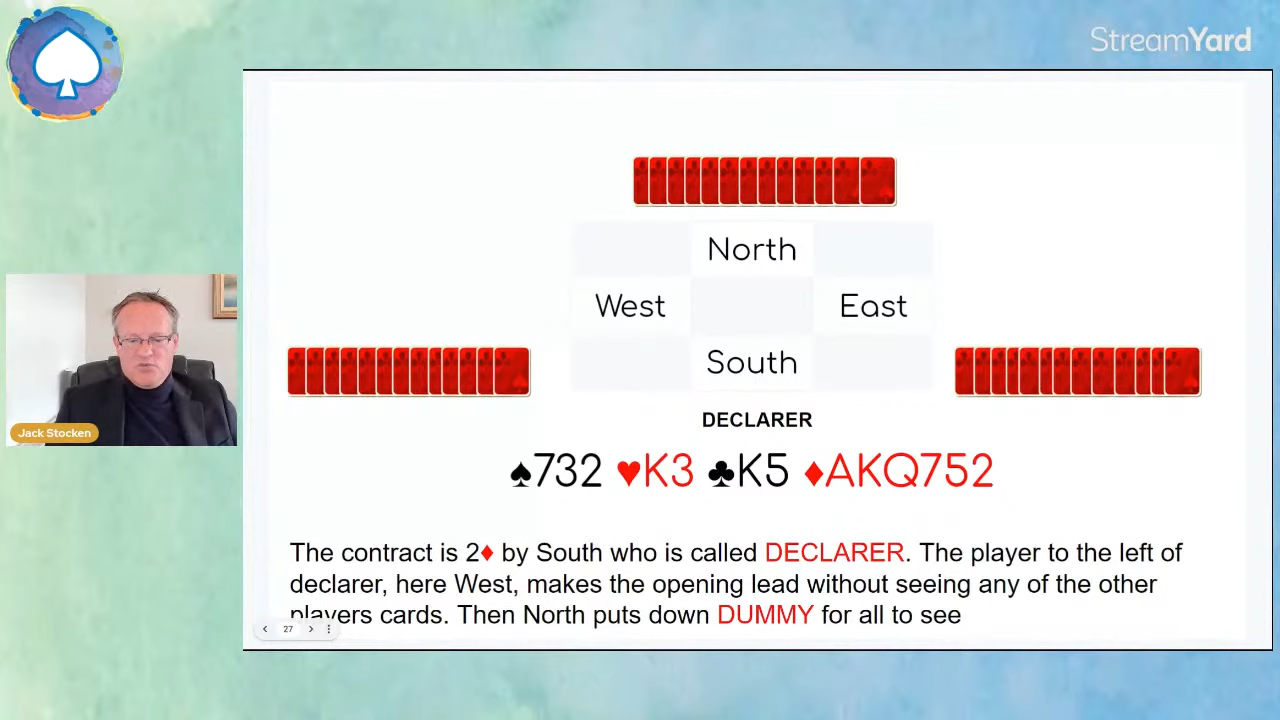 StreamYard
North
West East
South
DECLARER
♠732 ♥K3 ♣K5 ♦AKQ752
Jack Stocken
The contract is 2♦ by South who is called DECLARER. The player to the left of
declarer, here West, makes the opening lead without seeing any of the other
players cards. Then North puts down DUMMY for all to see
27